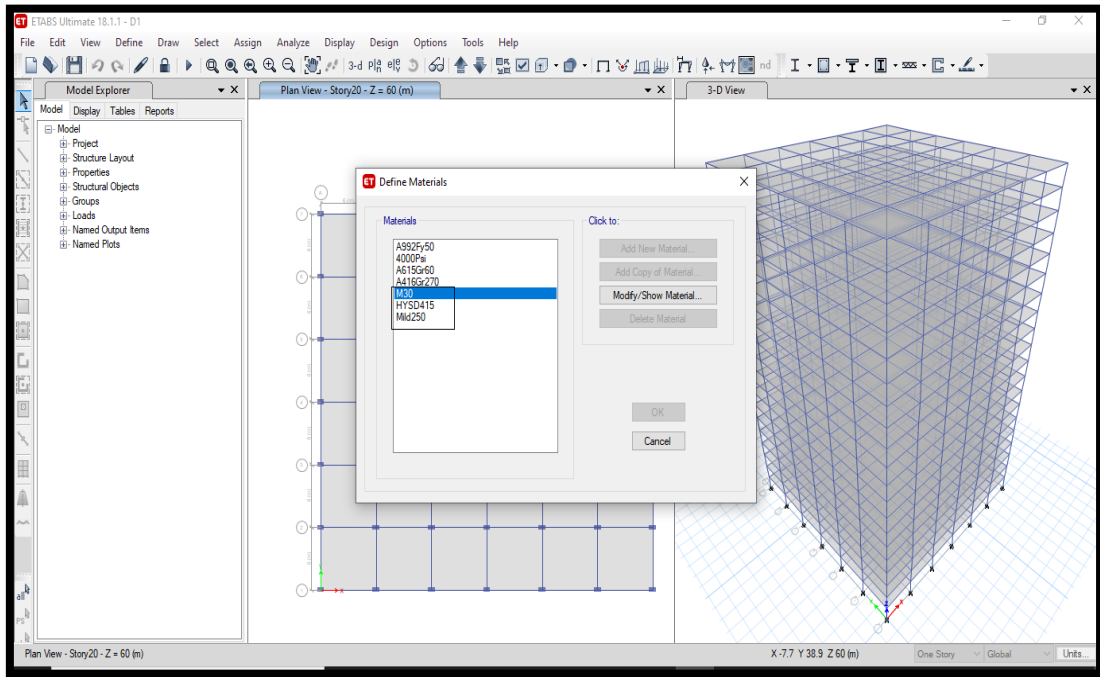 ETABS Ultimate 18.1.1 - D1
File Edit View Define Draw Select Assign Analyze Display Design Options Tools Help
3-d nd
Model Explorer
Plan View - Story20 - Z = 60 (m)
3-D View
Model Display Tables Reports
Model
Project
Structure Layout
Properties
Structural Objects
Groups
Loads
Named Output Items
Named Plots
Define Materials
Materials
A992Fy50
4000Psi
A615Gr60
A416Gr270
M30
HYSD415
Mild250
Click to:
Add New Material...
Add Copy of Material...
Modify/Show Material...
Delete Material
OK
Cancel
Plan View - Story20 - Z = 60 (m)
X -7.7 Y 38.9 Z 60 (m)
One Story
Global
Units...